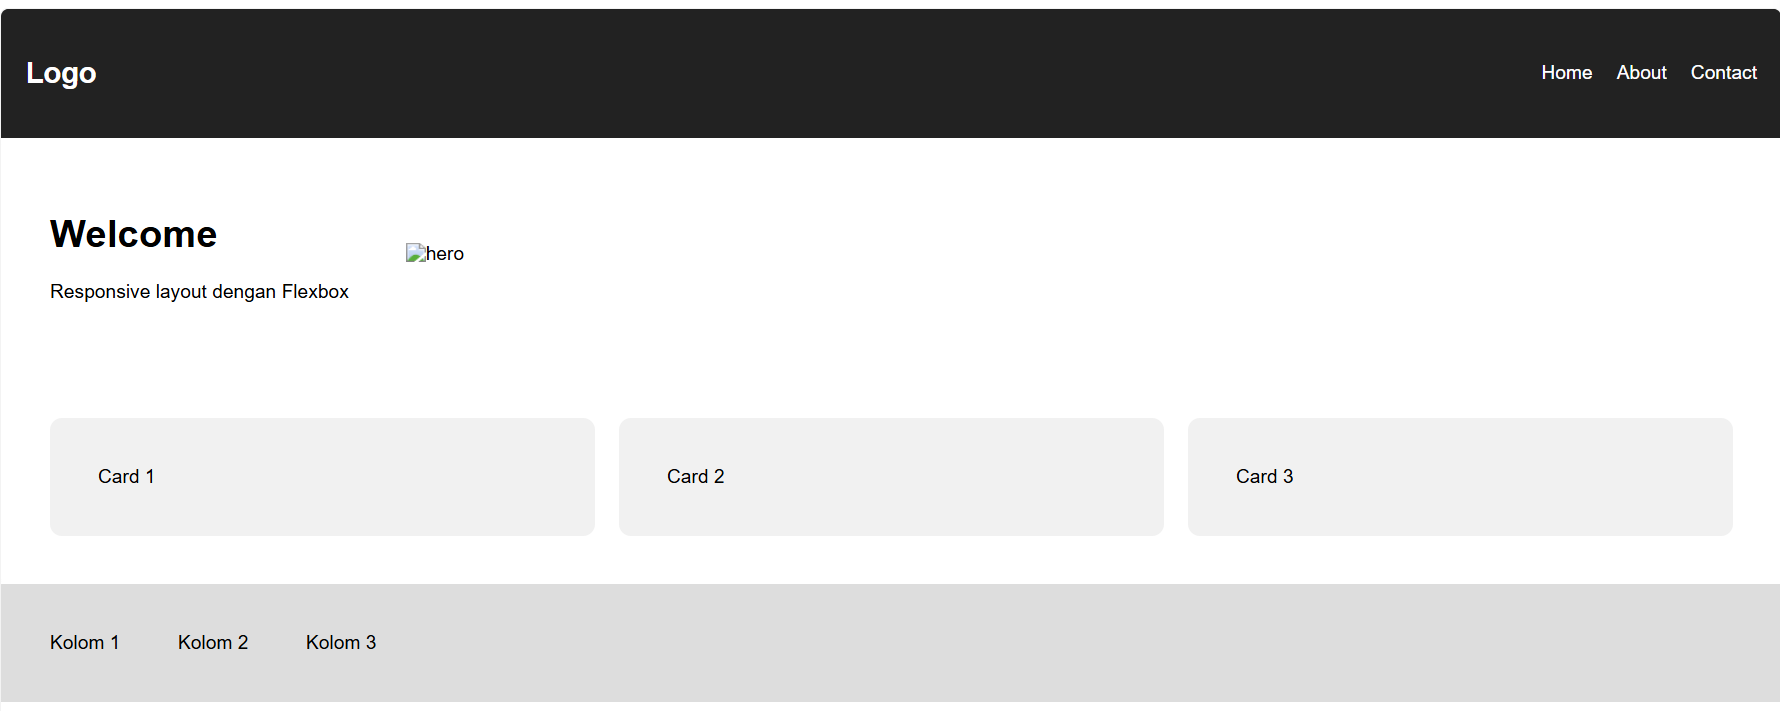 Logo
Home About Contact
Welcome
hero
Responsive layout dengan Flexbox
Card 1 Card 2 Card 3
Kolom 1 Kolom 2 Kolom 3